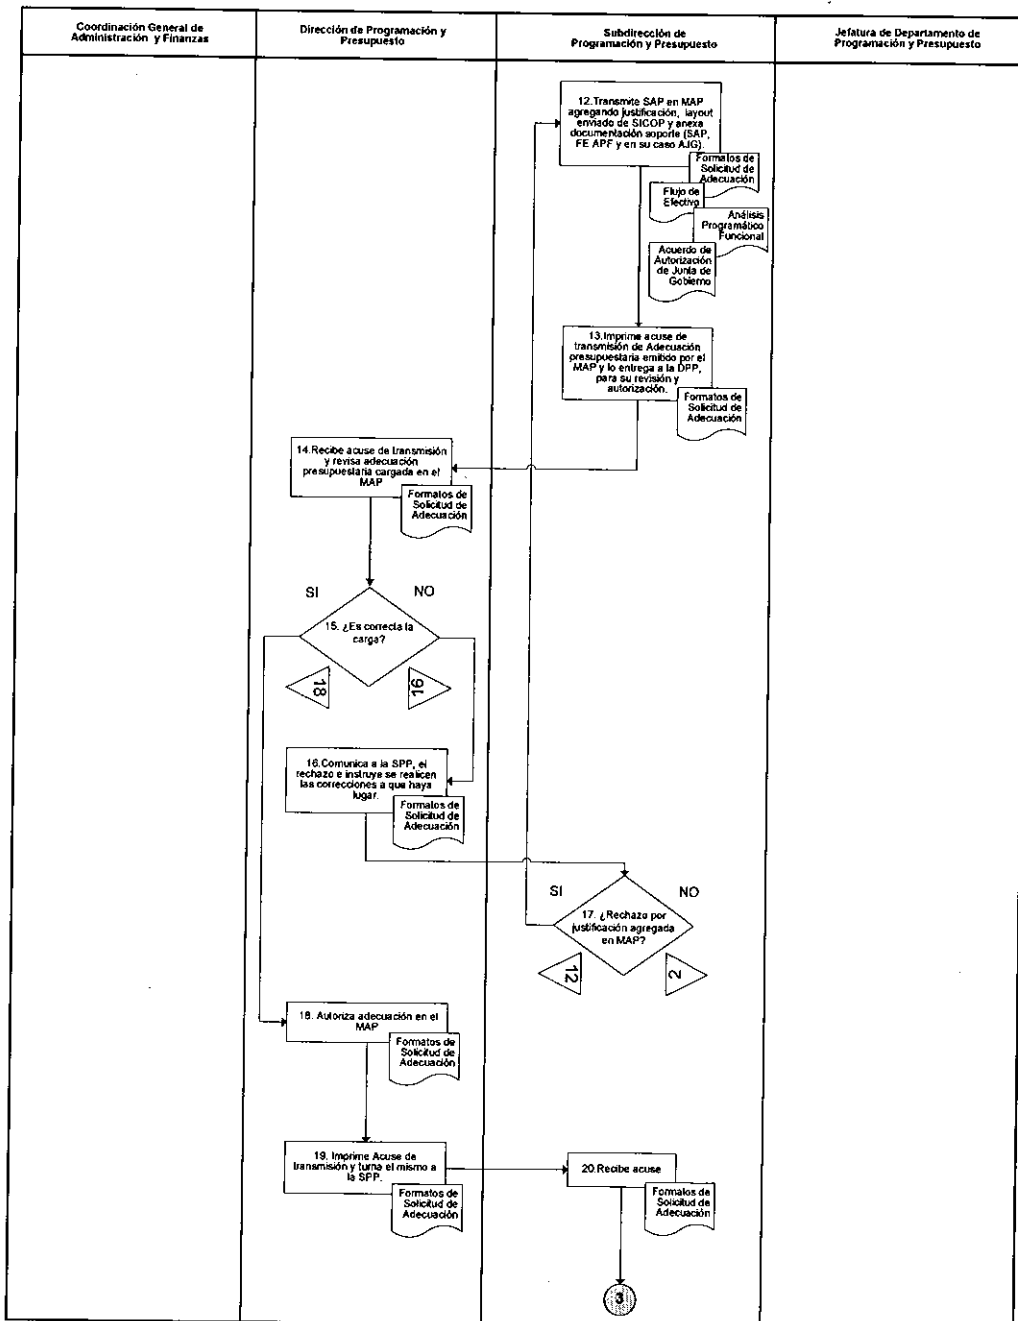 Coordinación General de
Administración y Finanzas
Dirección de Programación y
Presupuesto
Subdirección de
Programación y Presupuesto
Jefatura de Departamento de
Programación y Presupuesto
12.Transmite SAP en MAP
agregando justificación, layout
enviado de SICOP y anexa
documentación soporte (SAP,
FE APF y en su caso AJG).
Formatos de
Solicitud de
Adecuación
Flujo de
Efectivo
Análisis
Programático
Funcional
Acuerdo de
Autorización
de Junta de
Gobierno
13.Imprime acuse de
transmisión de Adecuación
presupuestaria emitido por el
MAP y lo entrega a la DPP,
para su revisión y
autorización.
Formatos de
Solicitud de
Adecuación
14.Recibe acuse de transmisión
y revisa adecuación
presupuestaria cargada en el
MAP
Formatos de
Solicitud de
Adecuación
SI
NO
15. ¿Es correcta la
carga?
18
16
16.Comunica a la SPP, el
rechazo e instruye se realicen
las correcciones a que haya
lugar.
Formatos de
Solicitud de
Adecuación
SI
NO
17. ¿Rechazo por
justificación agregada
en MAP?
12
2
18. Autoriza adecuación en el
MAP
Formatos de
Solicitud de
Adecuación
19. Imprime Acuse de
transmisión y turna el mismo a
la SPP.
Formatos de
Solicitud de
Adecuación
20.Recibe acuse
Formatos de
Solicitud de
Adecuación
3